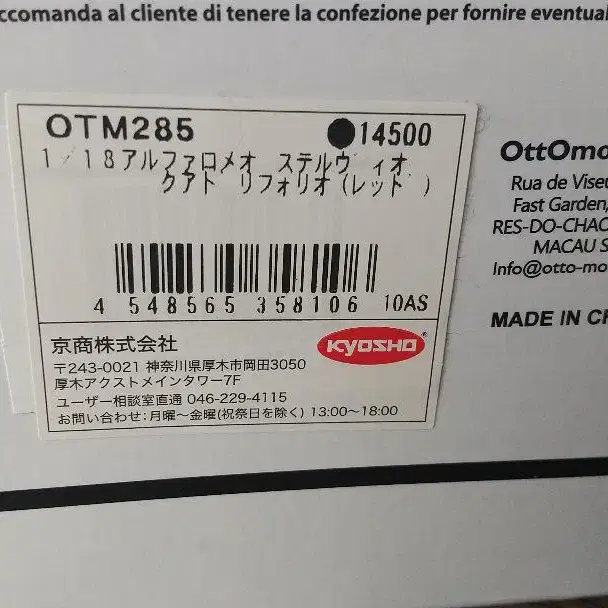 ccomanda al cliente di tenere la confezione per fornire
OTM285 ●14500
1/18アルファロメオ ステルヴィオ
クアドリフォリオ(レッド)
4 548565 358106 10AS
京商株式会社
KYOSHO®
〒243-0021 神奈川県厚木市岡田3050
厚木アクストメインタワー7F
ユーザー相談室直通 046-229-4115
お問い合わせ:月曜~金曜(祝祭日を除く) 13:00~18:00
OttOmo
Rua de Viseu
Fast Garden,
RES-DO-CHAO
MACAU S
Info@otto-mo
MADE IN CH